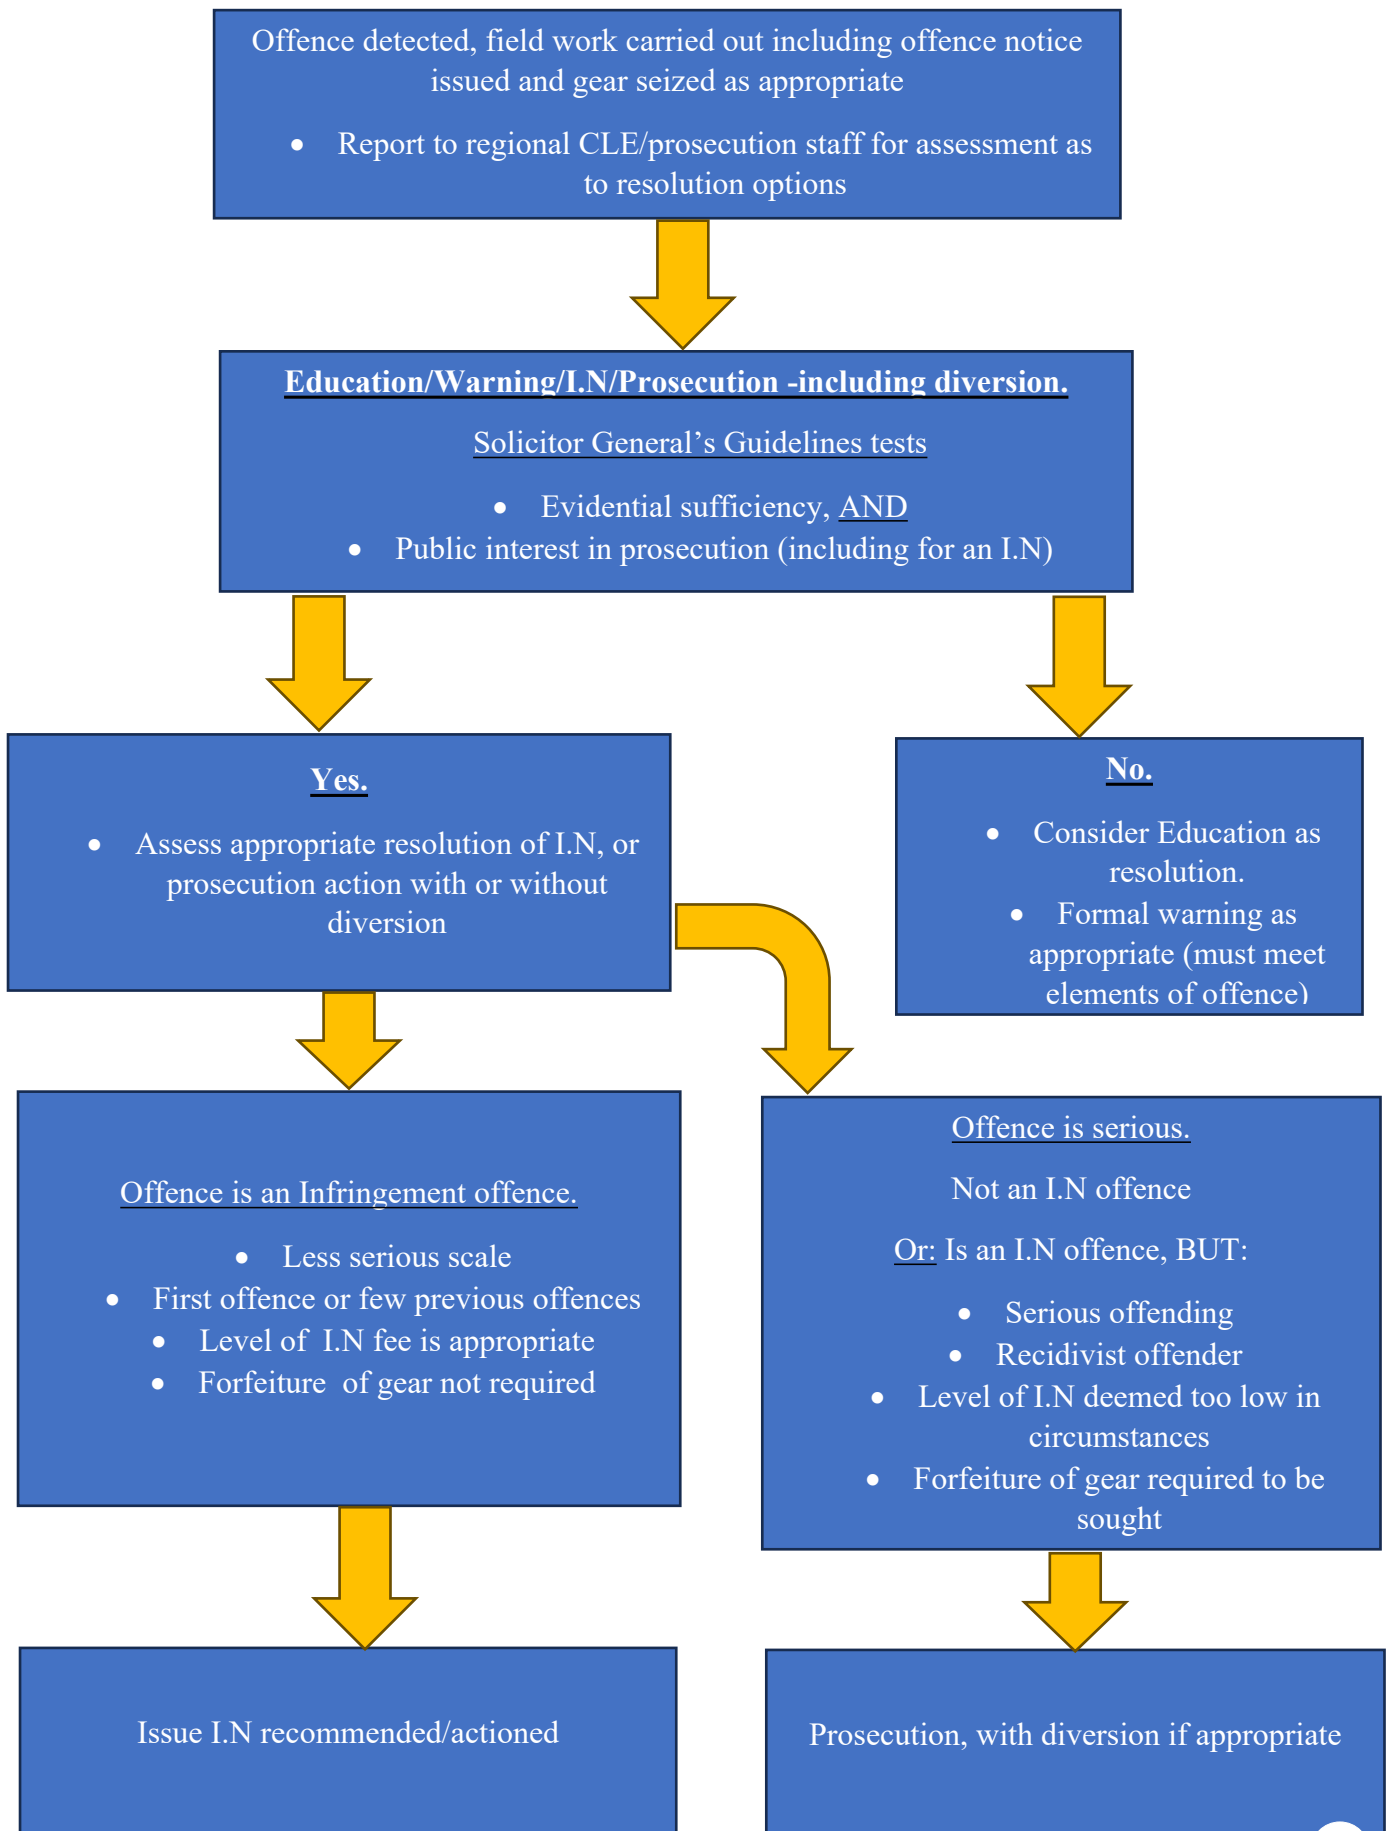 Offence detected, field work carried out including offence notice
issued and gear seized as appropriate
• Report to regional CLE/prosecution staff for assessment as
to resolution options
Education/Warning/I.N/Prosecution -including diversion.
Solicitor General’s Guidelines tests
• Evidential sufficiency, AND
• Public interest in prosecution (including for an I.N)
Yes.
• Assess appropriate resolution of I.N, or
prosecution action with or without
diversion
No.
• Consider Education as
resolution.
• Formal warning as
appropriate (must meet
elements of offence)
Offence is an Infringement offence.
• Less serious scale
• First offence or few previous offences
• Level of  I.N fee is appropriate
• Forfeiture  of gear not required
Offence is serious.
Not an I.N offence
Or: Is an I.N offence, BUT:
• Serious offending
• Recidivist offender
• Level of I.N deemed too low in
circumstances
• Forfeiture of gear required to be
sought
Issue I.N recommended/actioned
Prosecution, with diversion if appropriate